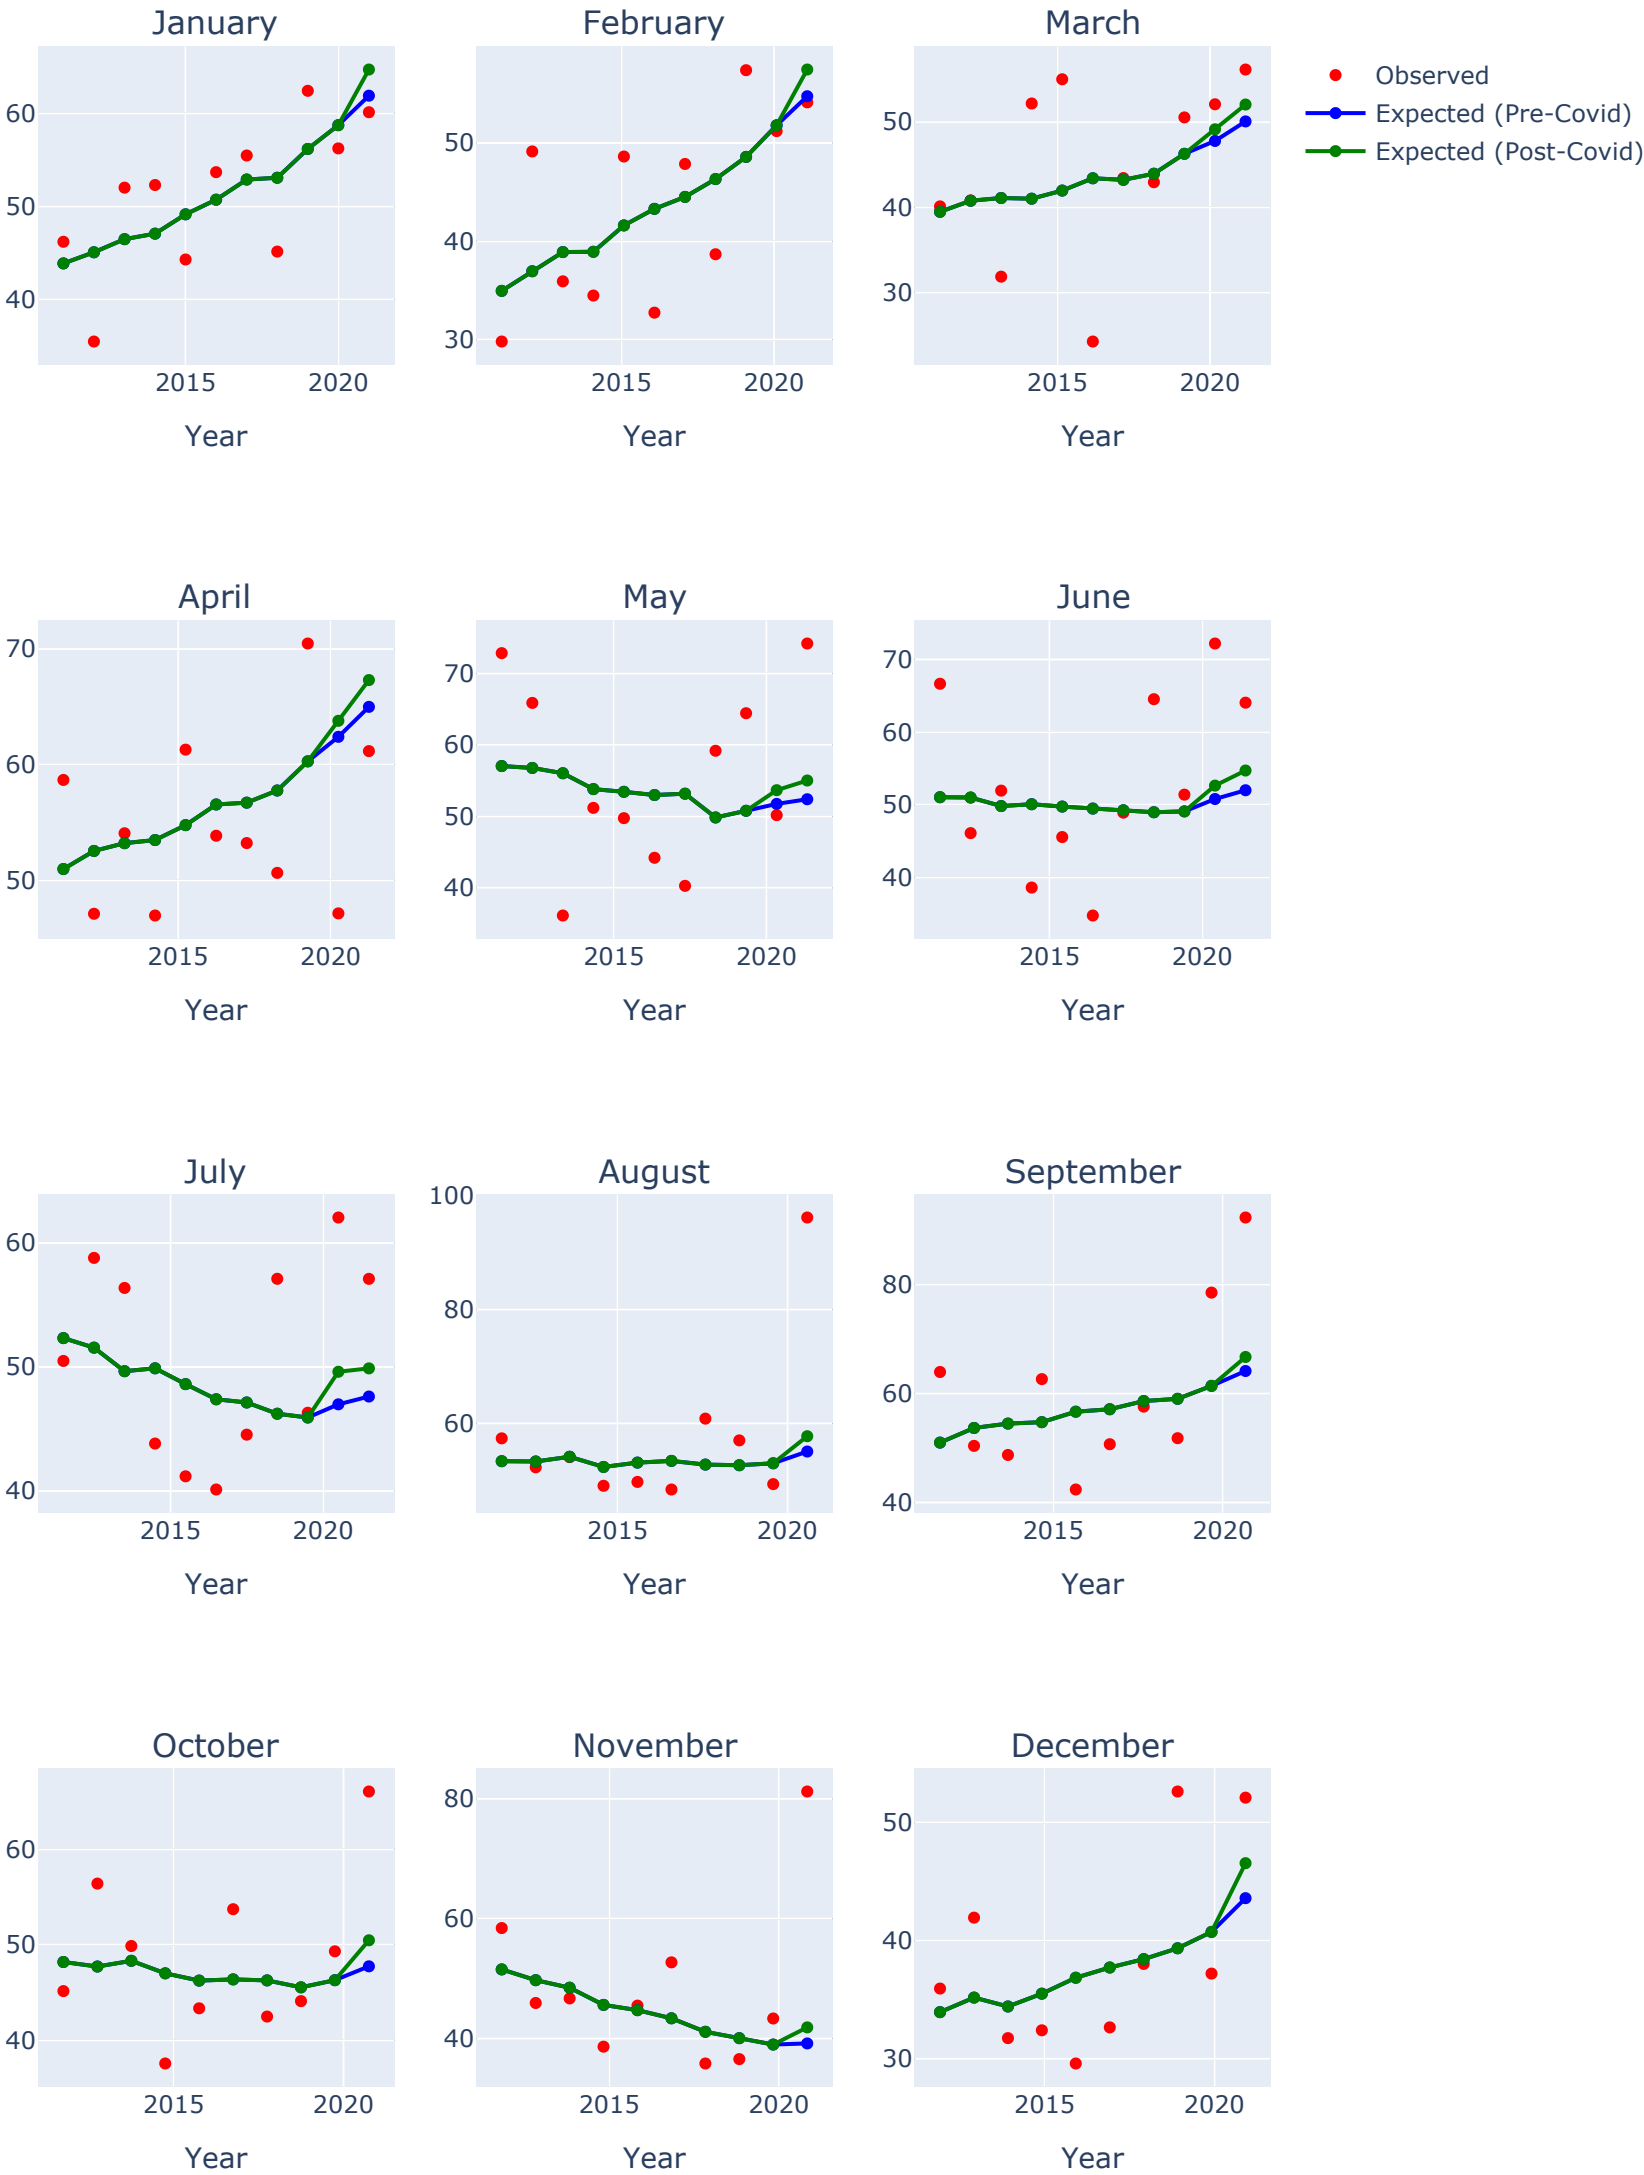 January
February
March
60
50
40
2015
2020
Year
50
40
30
2015
2020
Year
50
40
30
2015
2020
Year
Observed
Expected (Pre-Covid)
Expected (Post-Covid)
April
May
June
70
60
50
2015
2020
Year
70
60
50
40
2015
2020
Year
70
60
50
40
2015
2020
Year
July
August
September
60
50
40
2015
2020
Year
100
80
60
2015
2020
Year
80
60
40
2015
2020
Year
October
November
December
60
50
40
2015
2020
Year
80
60
40
2015
2020
Year
50
40
30
2015
2020
Year